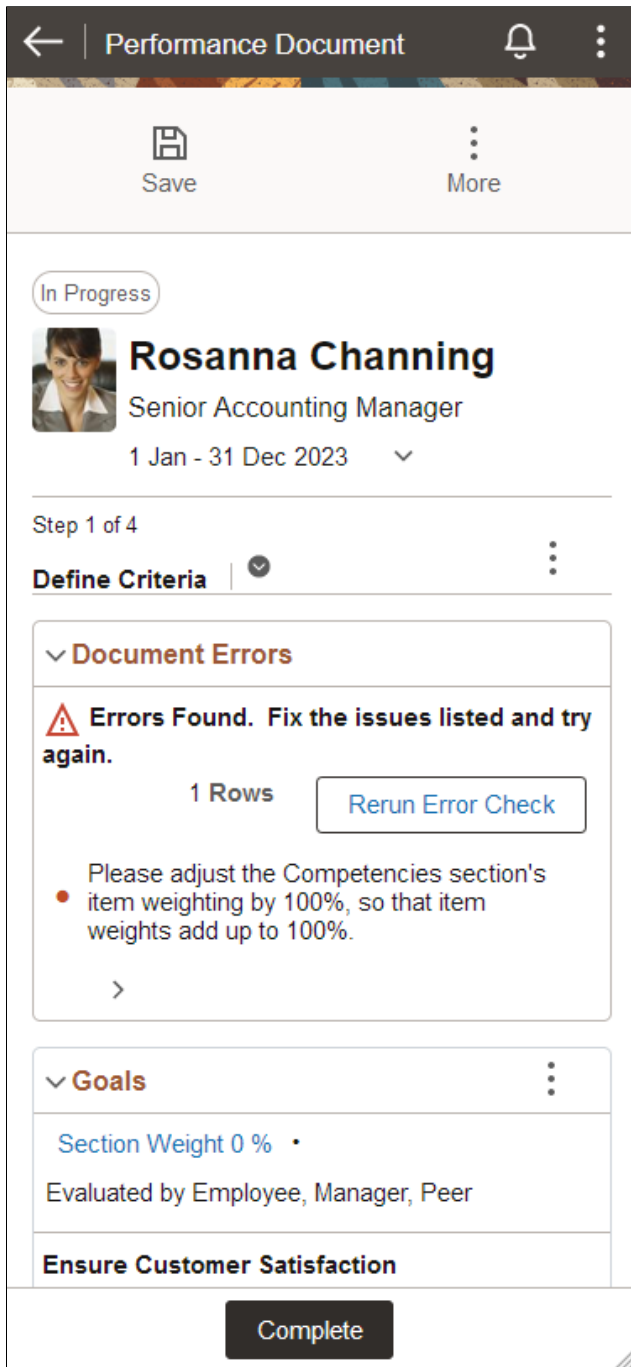 Performance Document
Save
More
In Progress
Rosanna Channing
Senior Accounting Manager
1 Jan - 31 Dec 2023
Step 1 of 4
Define Criteria
Document Errors
Errors Found.  Fix the issues listed and try
again.
1 Rows
Rerun Error Check
Please adjust the Competencies section's
item weighting by 100%, so that item
weights add up to 100%.
Goals
Section Weight 0 % •
Evaluated by Employee, Manager, Peer
Ensure Customer Satisfaction
Complete